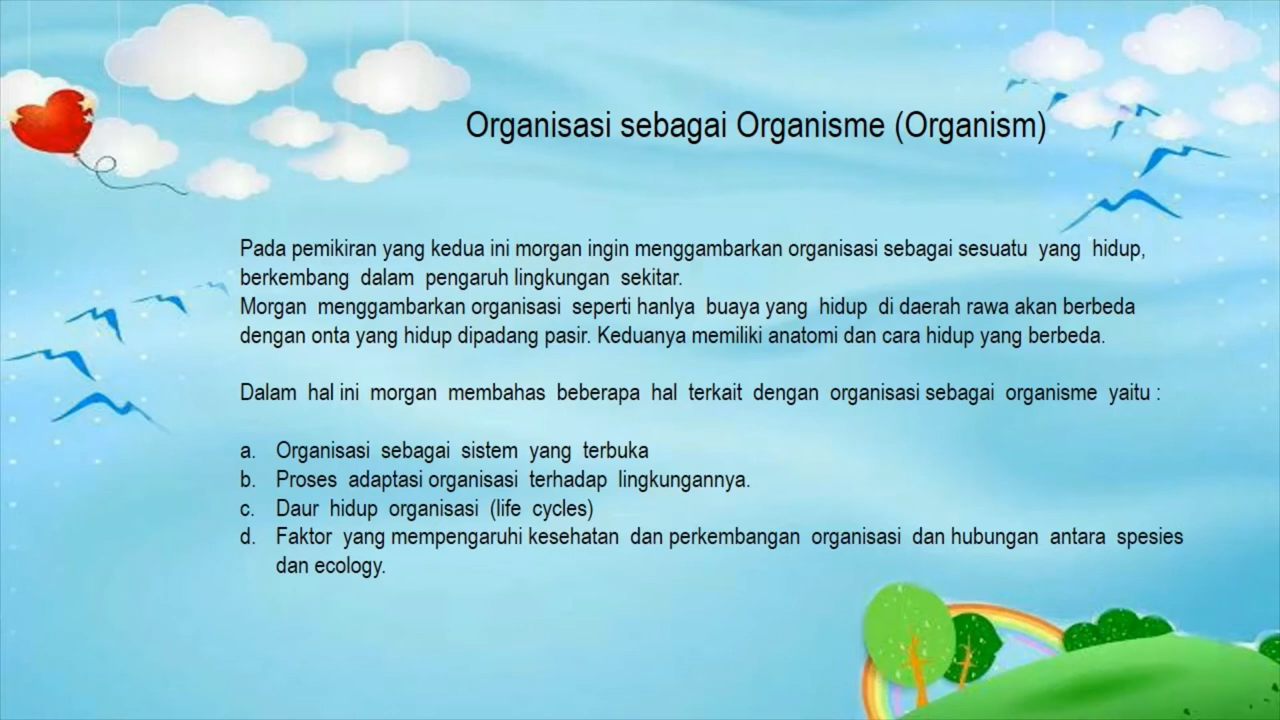 Organisasi sebagai Organisme (Organism)
Pada pemikiran yang kedua ini morgan ingin menggambarkan organisasi sebagai sesuatu yang hidup,
berkembang dalam pengaruh lingkungan sekitar.
Morgan menggambarkan organisasi seperti hanlya buaya yang hidup di daerah rawa akan berbeda
dengan onta yang hidup dipadang pasir. Keduanya memiliki anatomi dan cara hidup yang berbeda.
Dalam hal ini morgan membahas beberapa hal terkait dengan organisasi sebagai organisme yaitu :
a. Organisasi sebagai sistem yang terbuka
b. Proses adaptasi organisasi terhadap lingkungannya.
c. Daur hidup organisasi (life cycles)
d. Faktor yang mempengaruhi kesehatan dan perkembangan organisasi dan hubungan antara spesies
dan ecology.